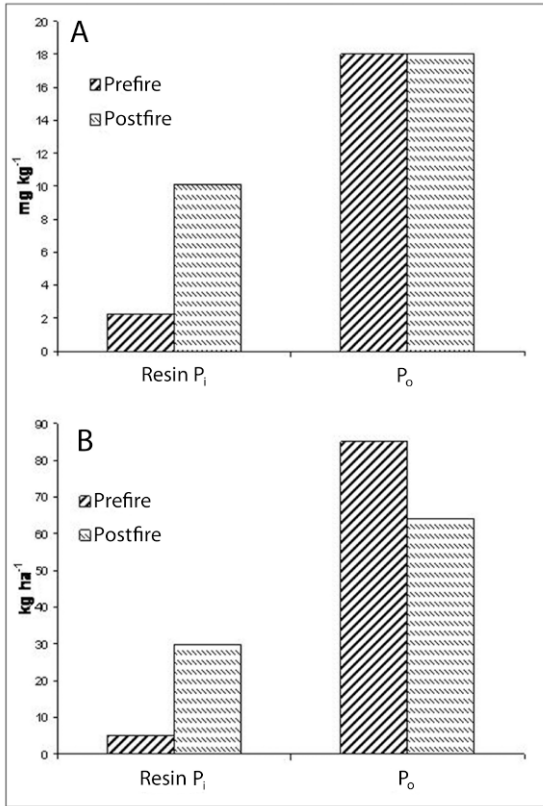 A
Prefire
Postfire
mg kg⁻¹
20
18
16
14
12
10
8
6
4
2
0
Resin Pᵢ
Pₒ
B
Prefire
Postfire
kg ha⁻¹
90
80
70
60
50
40
30
20
10
0
Resin Pᵢ
Pₒ